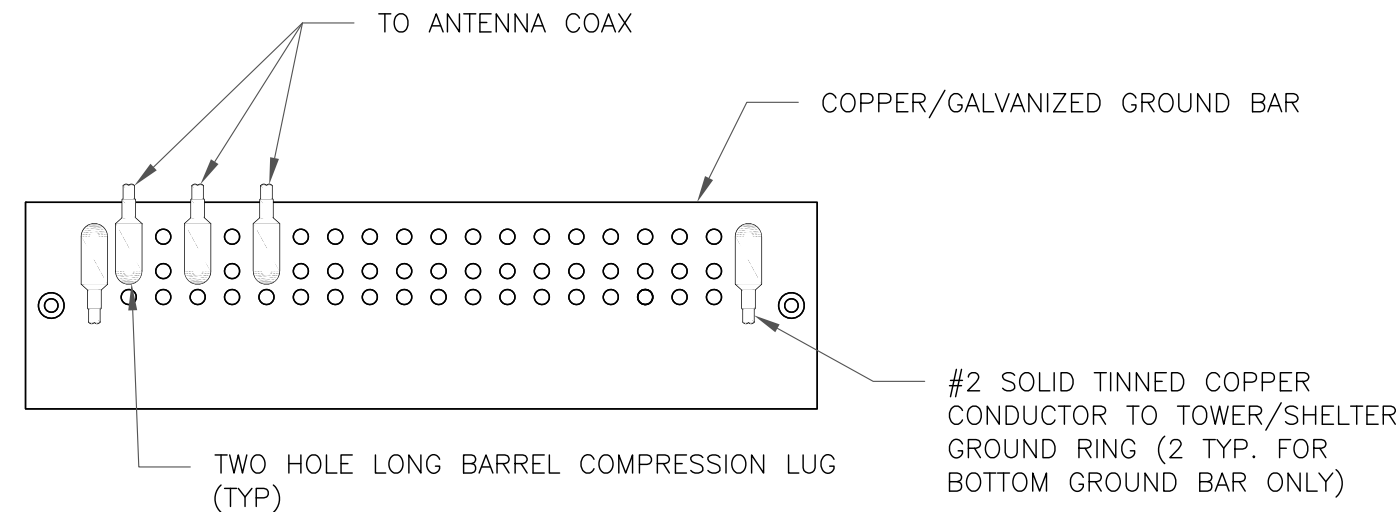 TO ANTENNA COAX
COPPER/GALVANIZED GROUND BAR
#2 SOLID TINNED COPPER
CONDUCTOR TO TOWER/SHELTER
GROUND RING (2 TYP. FOR
BOTTOM GROUND BAR ONLY)
TWO HOLE LONG BARREL COMPRESSION LUG
(TYP)